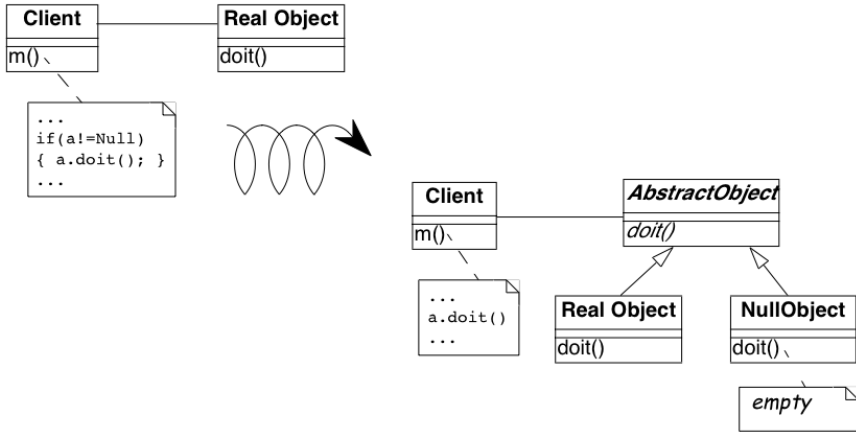 Client
m()
...
if(a!=Null)
{ a.doit(); }
...
Real Object
doit()
Client
m()
...
a.doit()
...
AbstractObject
doit()
Real Object
doit()
NullObject
doit()
empty